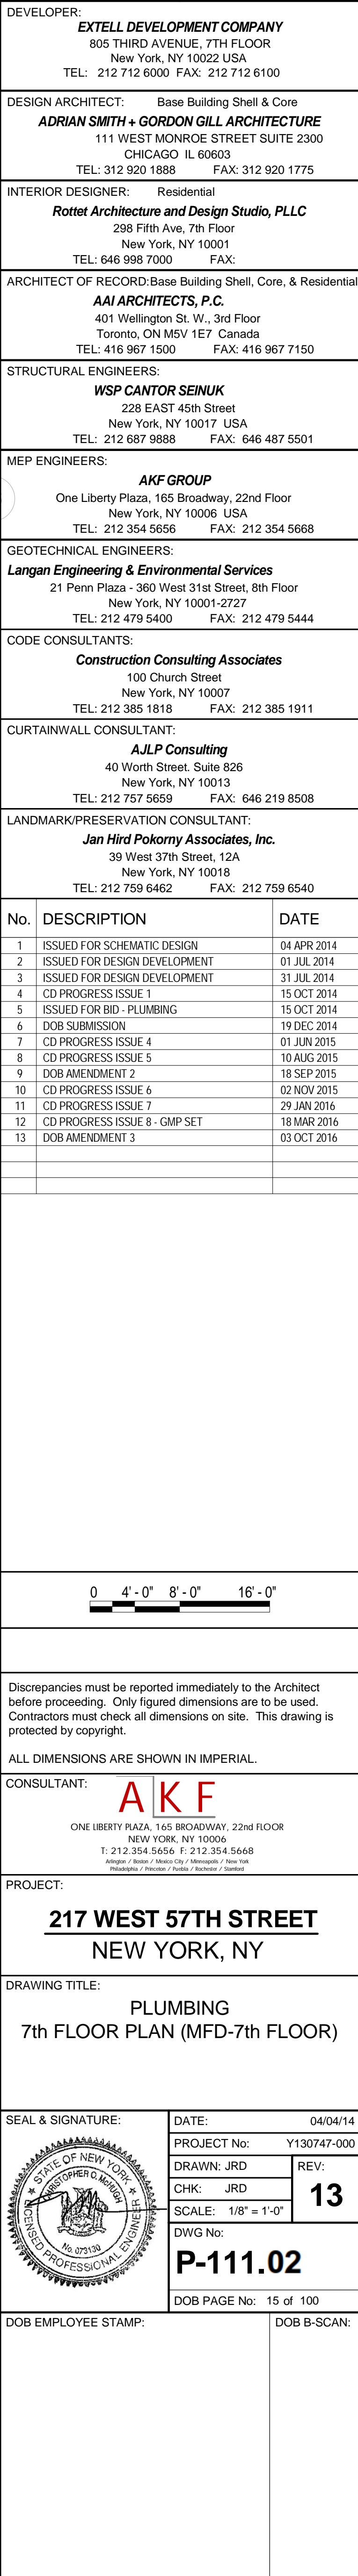 DEVELOPER:
EXTELL DEVELOPMENT COMPANY
805 THIRD AVENUE, 7TH FLOOR
New York, NY 10022 USA
TEL: 212 712 6000 FAX: 212 712 6100
DESIGN ARCHITECT: Base Building Shell & Core
ADRIAN SMITH + GORDON GILL ARCHITECTURE
111 WEST MONROE STREET SUITE 2300
CHICAGO IL 60603
TEL: 312 920 1888 FAX: 312 920 1775
INTERIOR DESIGNER: Residential
Rottet Architecture and Design Studio, PLLC
298 Fifth Ave, 7th Floor
New York, NY 10001
TEL: 646 998 7000 FAX:
ARCHITECT OF RECORD:Base Building Shell, Core, & Residential
AAI ARCHITECTS, P.C.
401 Wellington St. W., 3rd Floor
Toronto, ON M5V 1E7 Canada
TEL: 416 967 1500 FAX: 416 967 7150
STRUCTURAL ENGINEERS:
WSP CANTOR SEINUK
228 EAST 45th Street
New York, NY 10017 USA
TEL: 212 687 9888 FAX: 646 487 5501
MEP ENGINEERS:
AKF GROUP
One Liberty Plaza, 165 Broadway, 22nd Floor
New York, NY 10006 USA
TEL: 212 354 5656 FAX: 212 354 5668
GEOTECHNICAL ENGINEERS:
Langan Engineering & Environmental Services
21 Penn Plaza - 360 West 31st Street, 8th Floor
New York, NY 10001-2727
TEL: 212 479 5400 FAX: 212 479 5444
CODE CONSULTANTS:
Construction Consulting Associates
100 Church Street
New York, NY 10007
TEL: 212 385 1818 FAX: 212 385 1911
CURTAINWALL CONSULTANT:
AJLP Consulting
40 Worth Street. Suite 826
New York, NY 10013
TEL: 212 757 5659 FAX: 646 219 8508
LANDMARK/PRESERVATION CONSULTANT:
Jan Hird Pokorny Associates, Inc.
39 West 37th Street, 12A
New York, NY 10018
TEL: 212 759 6462 FAX: 212 759 6540
No. DESCRIPTION DATE
1 ISSUED FOR SCHEMATIC DESIGN 04 APR 2014
2 ISSUED FOR DESIGN DEVELOPMENT 01 JUL 2014
3 ISSUED FOR DESIGN DEVELOPMENT 31 JUL 2014
4 CD PROGRESS ISSUE 1 15 OCT 2014
5 ISSUED FOR BID - PLUMBING 15 OCT 2014
6 DOB SUBMISSION 19 DEC 2014
7 CD PROGRESS ISSUE 4 01 JUN 2015
8 CD PROGRESS ISSUE 5 10 AUG 2015
9 DOB AMENDMENT 2 18 SEP 2015
10 CD PROGRESS ISSUE 6 02 NOV 2015
11 CD PROGRESS ISSUE 7 29 JAN 2016
12 CD PROGRESS ISSUE 8 - GMP SET 18 MAR 2016
13 DOB AMENDMENT 3 03 OCT 2016
0 4' - 0" 8' - 0" 16' - 0"
Discrepancies must be reported immediately to the Architect
before proceeding. Only figured dimensions are to be used.
Contractors must check all dimensions on site. This drawing is
protected by copyright.
ALL DIMENSIONS ARE SHOWN IN IMPERIAL.
CONSULTANT:
AKF
ONE LIBERTY PLAZA, 165 BROADWAY, 22nd FLOOR
NEW YORK, NY 10006
T: 212.354.5656 F: 212.354.5668
Arlington / Boston / Mexico City / Minneapolis / New York
Philadelphia / Princeton / Puebla / Rochester / Stamford
PROJECT:
217 WEST 57TH STREET
NEW YORK, NY
DRAWING TITLE:
PLUMBING
7th FLOOR PLAN (MFD-7th FLOOR)
SEAL & SIGNATURE:
STATE OF NEW YORK
CHRISTOPHER O. McHUGH
No. 073130
LICENSED PROFESSIONAL ENGINEER
DATE: 04/04/14
PROJECT No: Y130747-000
DRAWN: JRD
CHK: JRD
SCALE: 1/8" = 1'-0"
REV:
13
DWG No:
P-111.02
DOB PAGE No: 15 of 100
DOB EMPLOYEE STAMP:
DOB B-SCAN: